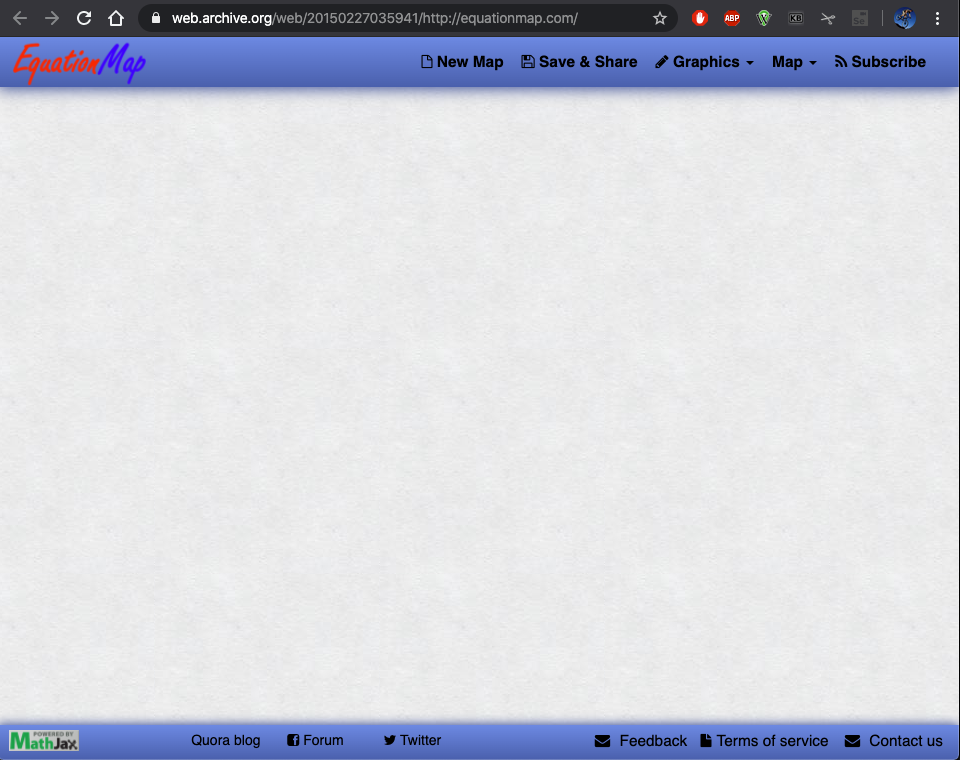 web.archive.org/web/20150227035941/http://equationmap.com/
ABP
KB
Se
EquationMap
New Map Save & Share Graphics Map Subscribe
POWERED BY
MathJax
Quora blog Forum Twitter Feedback Terms of service Contact us